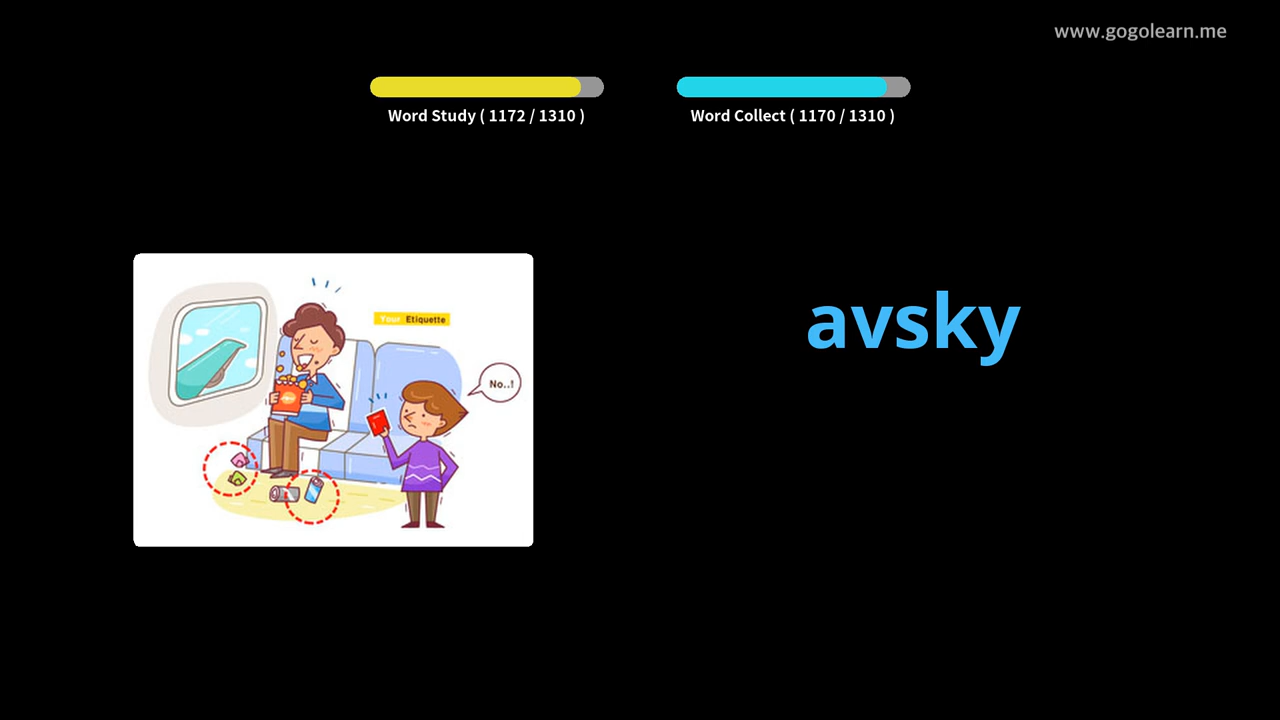 www.gogolearn.me
Word Study ( 1172 / 1310 )
Word Collect ( 1170 / 1310 )
Your Etiquette
No..!
avsky